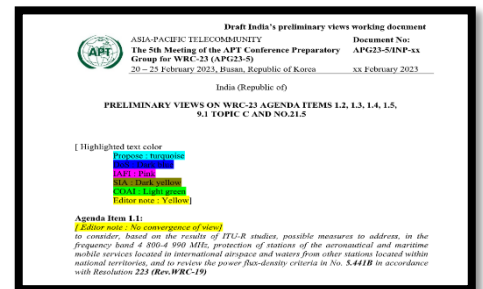 Draft India's preliminary views working document
ASIA-PACIFIC TELECOMMUNITY Document No:
The 5th Meeting of the APT Conference Preparatory APG23-5/INP-xx
Group for WRC-23 (APG23-5)
20 – 25 February 2023, Busan, Republic of Korea xx February 2023
APT
India (Republic of)
PRELIMINARY VIEWS ON WRC-23 AGENDA ITEMS 1.2, 1.3, 1.4, 1.5,
9.1 TOPIC C AND NO.21.5
[ Highlighted text color
Propose : turquoise
IAFI : Pink
SIA : Dark yellow
COAI : Light green
Editor note : Yellow]
Agenda Item 1.1:
[ Editor note : No convergence of view]
to consider, based on the results of ITU-R studies, possible measures to address, in the
frequency band 4 800-4 990 MHz, protection of stations of the aeronautical and maritime
mobile services located in international airspace and waters from other stations located within
national territories, and to review the power flux-density criteria in No. 5.441B in accordance
with Resolution 223 (Rev.WRC-19)